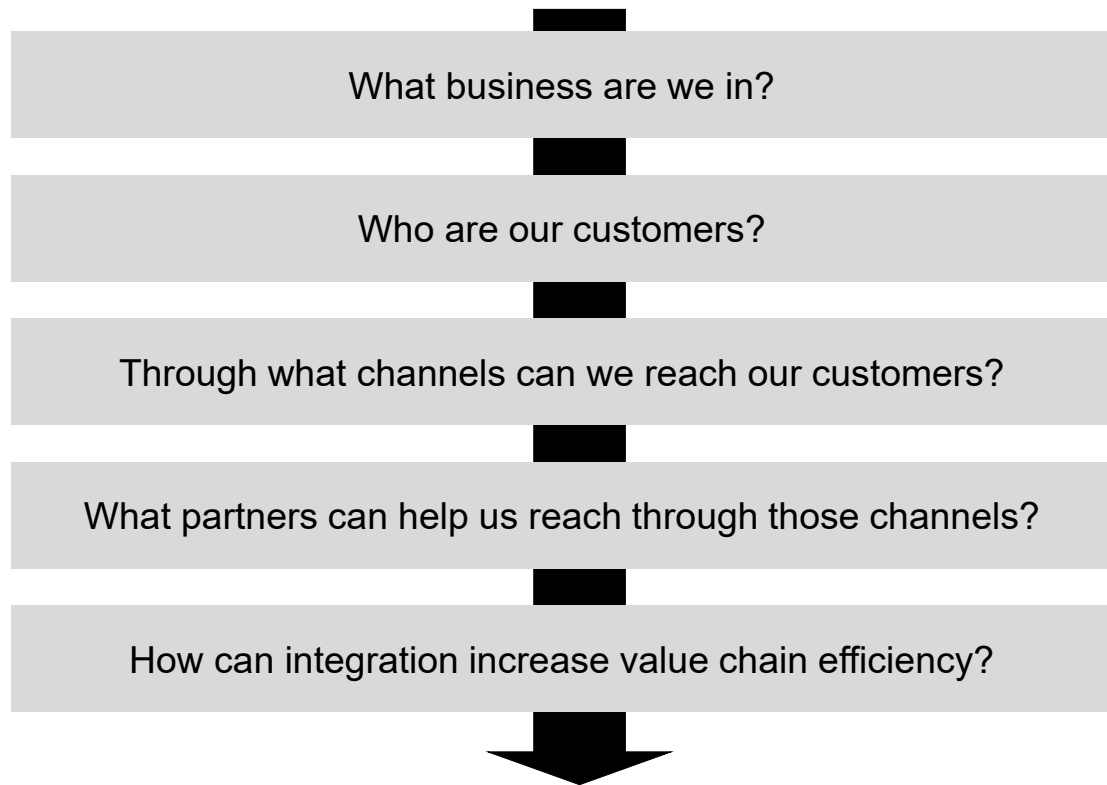 What business are we in?
Who are our customers?
Through what channels can we reach our customers?
What partners can help us reach through those channels?
How can integration increase value chain efficiency?